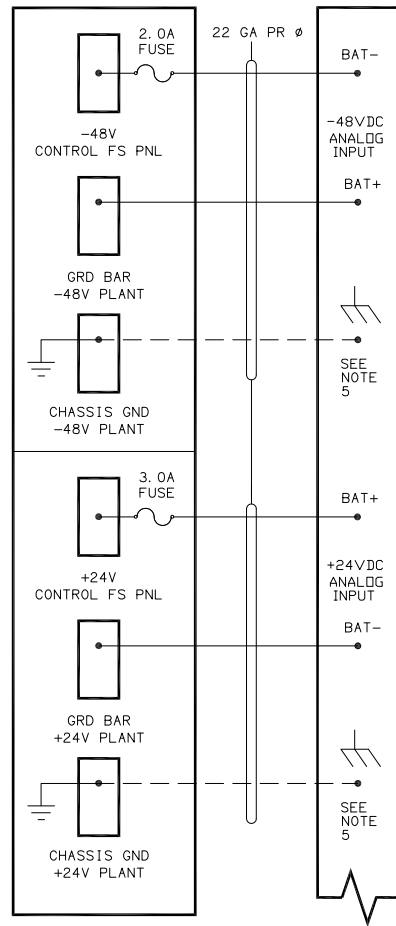 2. 0A
FUSE
22 GA PR ø
BAT-
-48V
CONTROL FS PNL
-48VDC
ANALOG
INPUT
BAT+
GRD BAR
-48V PLANT
SEE
NOTE
5
CHASSIS GND
-48V PLANT
3. 0A
FUSE
BAT+
+24V
CONTROL FS PNL
+24VDC
ANALOG
INPUT
BAT-
GRD BAR
+24V PLANT
SEE
NOTE
5
CHASSIS GND
+24V PLANT